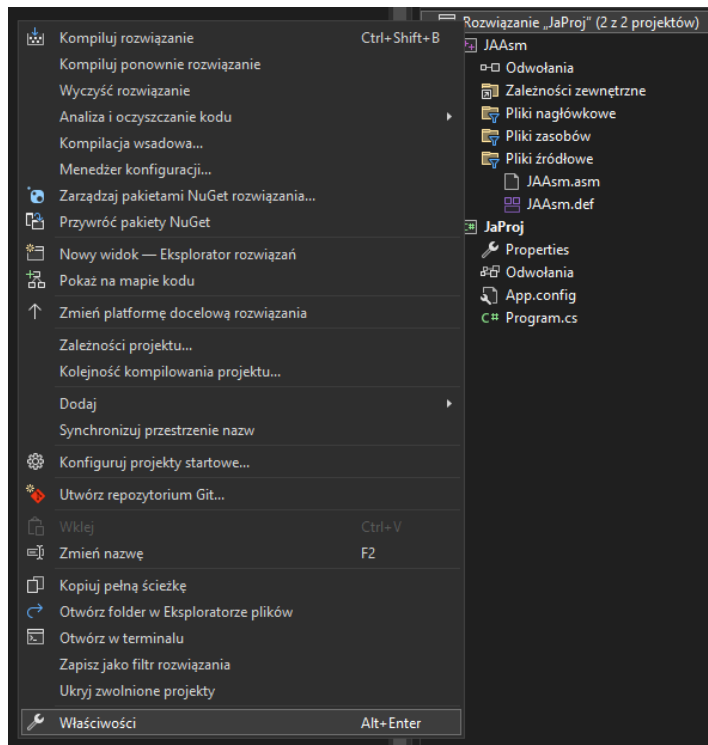 Kompiluj rozwiązanie Ctrl+Shift+B
Kompiluj ponownie rozwiązanie
Wyczyść rozwiązanie
Analiza i oczyszczanie kodu
Kompilacja wsadowa...
Menedżer konfiguracji...
Zarządzaj pakietami NuGet rozwiązania...
Przywróć pakiety NuGet
Nowy widok — Eksplorator rozwiązań
Pokaż na mapie kodu
Zmień platformę docelową rozwiązania
Zależności projektu...
Kolejność kompilowania projektu...
Dodaj
Synchronizuj przestrzenie nazw
Konfiguruj projekty startowe...
Utwórz repozytorium Git...
Wklej Ctrl+V
Zmień nazwę F2
Kopiuj pełną ścieżkę
Otwórz folder w Eksploratorze plików
Otwórz w terminalu
Zapisz jako filtr rozwiązania
Ukryj zwolnione projekty
Właściwości Alt+Enter
Rozwiązanie „JaProj" (2 z 2 projektów)
JAAsm
Odwołania
Zależności zewnętrzne
Pliki nagłówkowe
Pliki zasobów
Pliki źródłowe
JAAsm.asm
JAAsm.def
JaProj
Properties
Odwołania
App.config
C# Program.cs